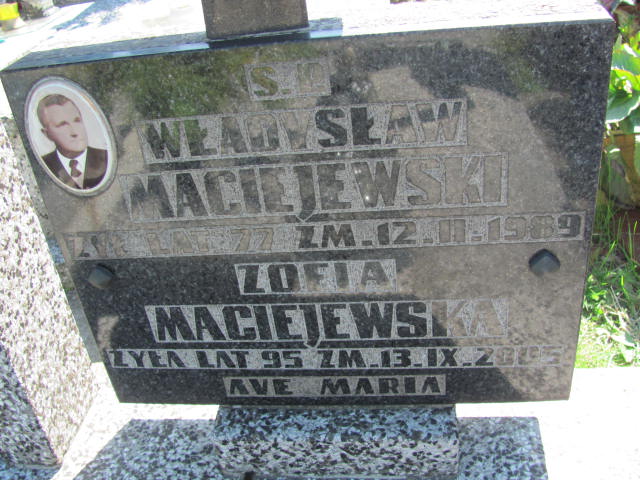 Ś.P.
WŁADYSŁAW
MACIEJEWSKI
ŻYŁ LAT 77 ZM. 12.II.1989
ZOFIA
MACIEJEWSKA
ŻYŁA LAT 95 ZM. 13.IX.2005
AVE MARIA